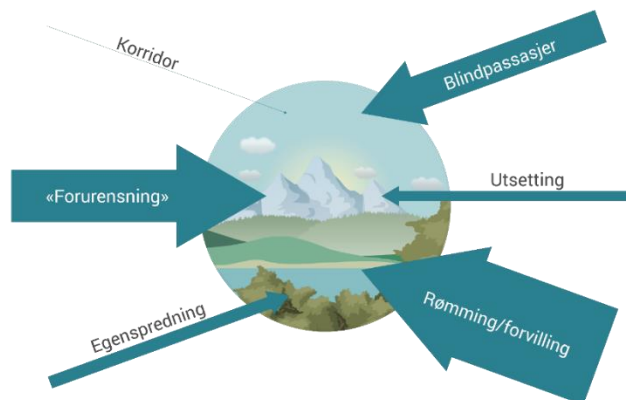 Korridor
Blindpassasjer
«Forurensning»
Utsetting
Egenspredning
Rømming/forvilling